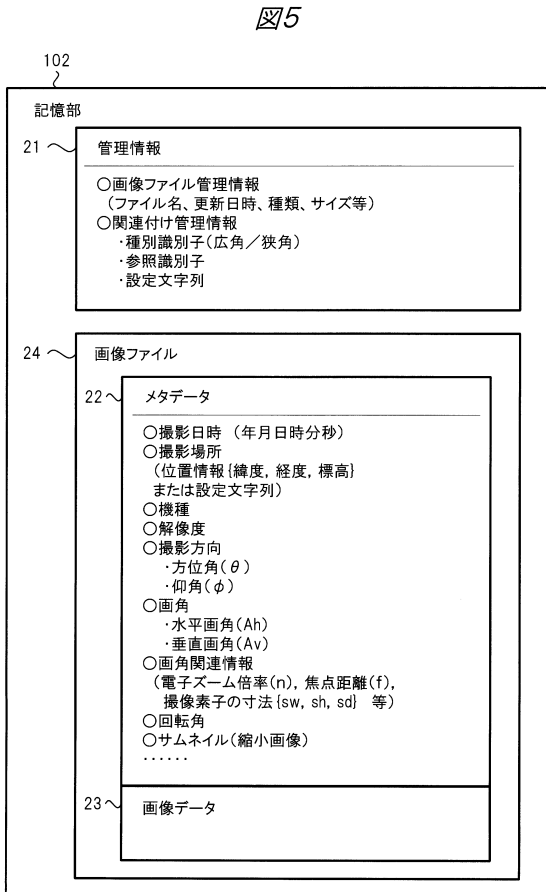 図5
102
記憶部
21
管理情報
○画像ファイル管理情報
(ファイル名、更新日時、種類、サイズ等)
○関連付け管理情報
・種別識別子(広角/狭角)
・参照識別子
・設定文字列
24
画像ファイル
22
メタデータ
○撮影日時 (年月日時分秒)
○撮影場所
(位置情報{緯度, 経度, 標高}
または設定文字列)
○機種
○解像度
○撮影方向
・方位角(θ)
・仰角(φ)
○画角
・水平画角(Ah)
・垂直画角(Av)
○画角関連情報
(電子ズーム倍率(n), 焦点距離(f),
撮像素子の寸法{sw, sh, sd} 等)
○回転角
○サムネイル(縮小画像)
・・・・・・
23
画像データ